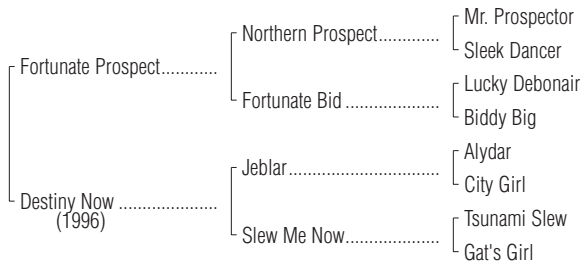 Mr. Prospector
Northern Prospect.............
Sleek Dancer
Fortunate Prospect............
Lucky Debonair
Fortunate Bid ....................
Biddy Big
Alydar
Jeblar................................
City Girl
Destiny Now .....................
(1996)
Tsunami Slew
Slew Me Now....................
Gat's Girl